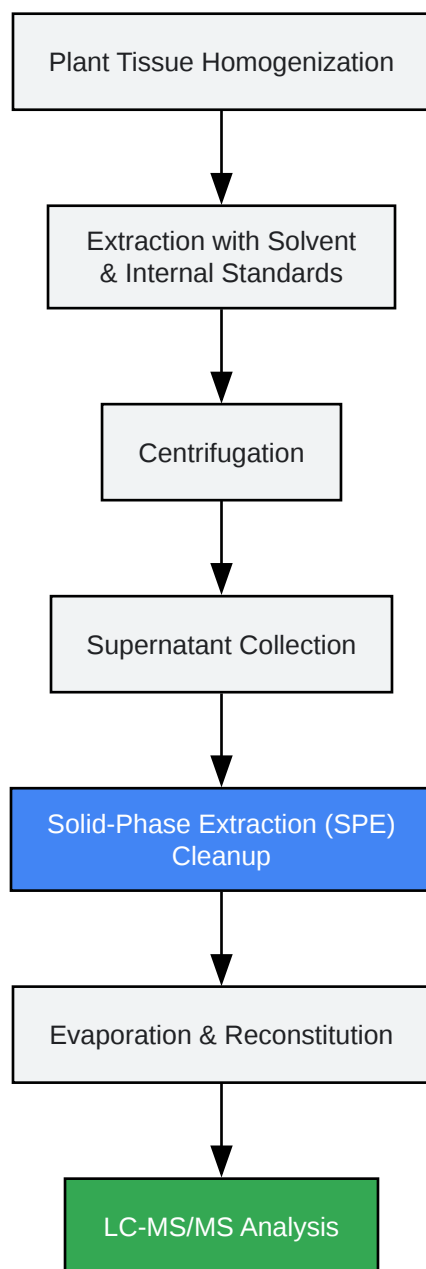 Plant Tissue Homogenization
Extraction with Solvent
& Internal Standards
Centrifugation
Supernatant Collection
Solid-Phase Extraction (SPE)
Cleanup
Evaporation & Reconstitution
LC-MS/MS Analysis